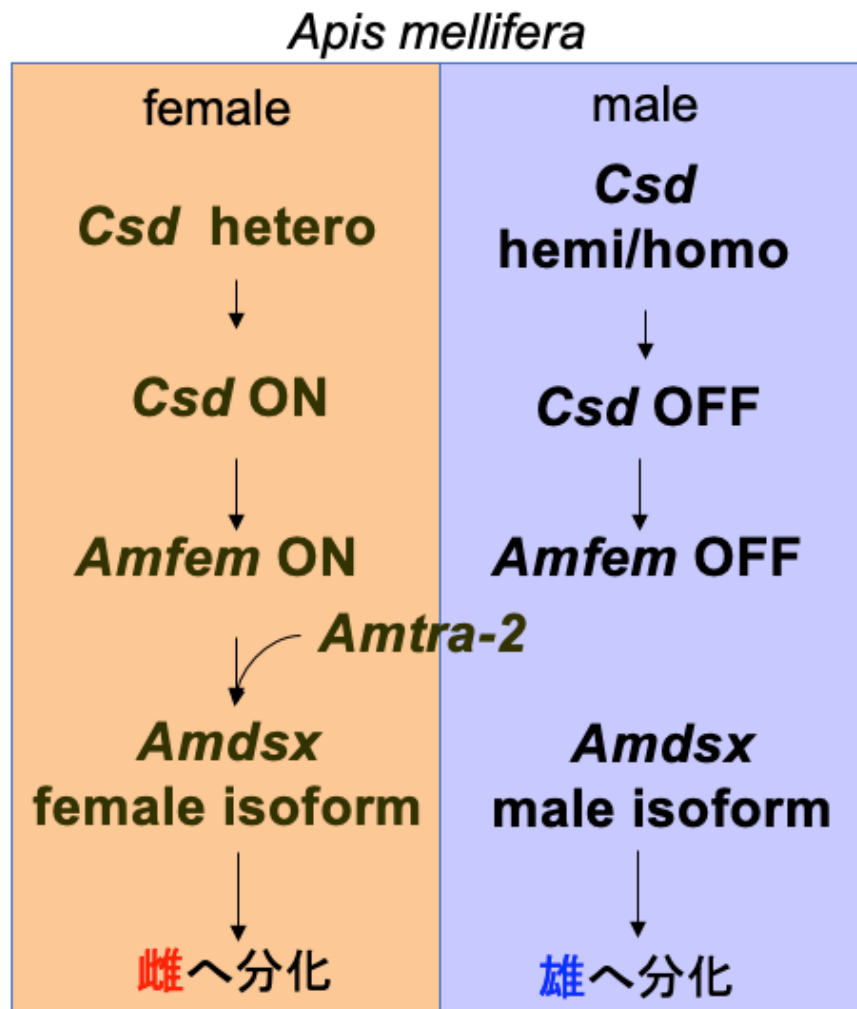 Apis mellifera
female
Csd hetero
Csd ON
Amfem ON
Amtra-2
Amdsx
female isoform
雌へ分化
male
Csd
hemi/homo
Csd OFF
Amfem OFF
Amdsx
male isoform
雄へ分化